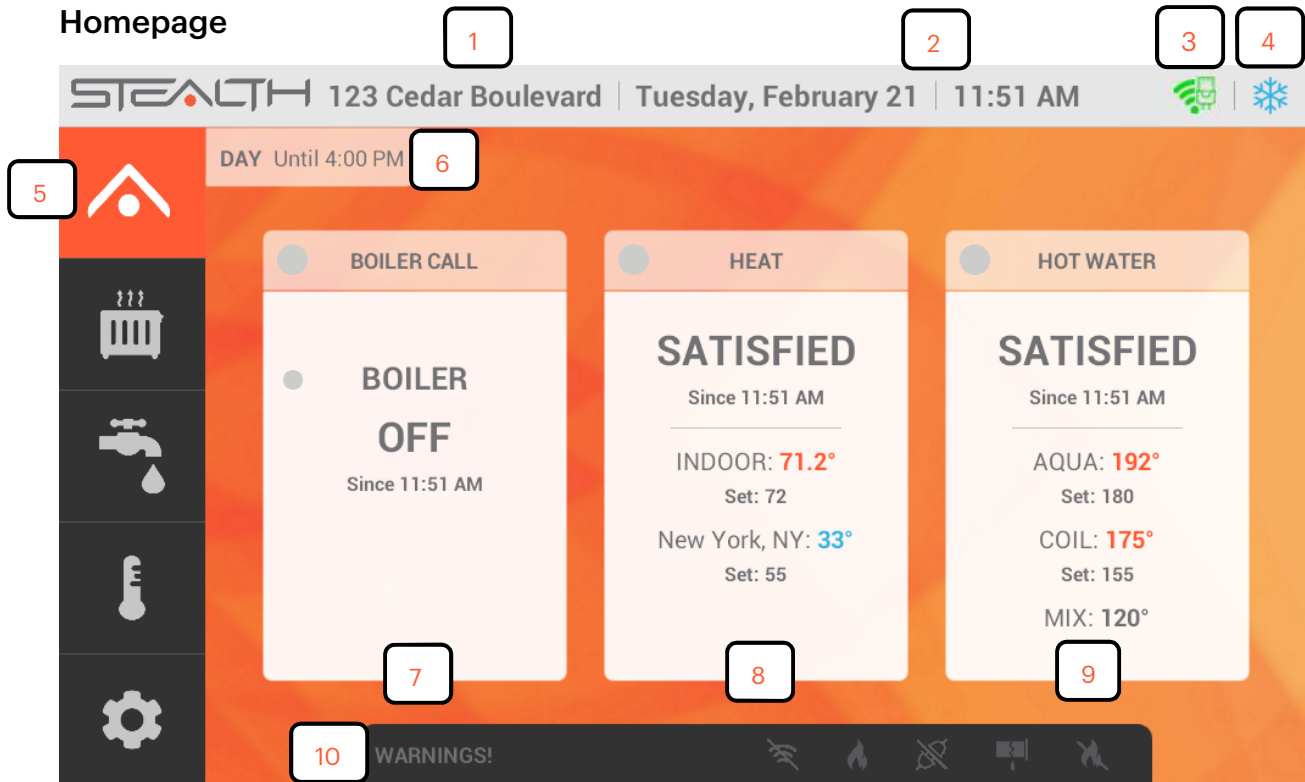 Homepage
1
2
3
4
STEALTH 123 Cedar Boulevard | Tuesday, February 21 | 11:51 AM
5
DAY Until 4:00 PM
6
BOILER CALL
BOILER
OFF
Since 11:51 AM
7
HEAT
SATISFIED
Since 11:51 AM
INDOOR: 71.2°
Set: 72
New York, NY: 33°
Set: 55
8
HOT WATER
SATISFIED
Since 11:51 AM
AQUA: 192°
Set: 180
COIL: 175°
Set: 155
MIX: 120°
9
10
WARNINGS!